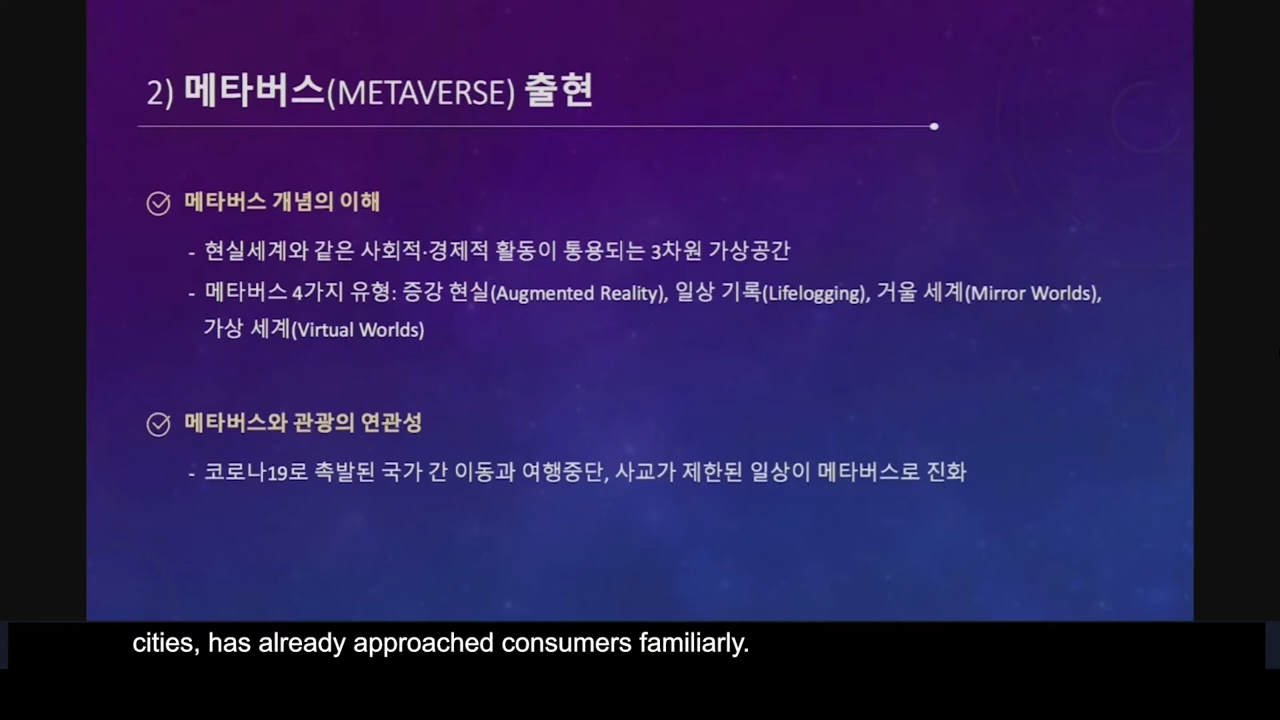 2) 메타버스(METAVERSE) 출현
메타버스 개념의 이해
- 현실세계와 같은 사회적·경제적 활동이 통용되는 3차원 가상공간
- 메타버스 4가지 유형: 증강 현실(Augmented Reality), 일상 기록(Lifelogging), 거울 세계(Mirror Worlds),
가상 세계(Virtual Worlds)
메타버스와 관광의 연관성
- 코로나19로 촉발된 국가 간 이동과 여행중단, 사교가 제한된 일상이 메타버스로 진화
cities, has already approached consumers familiarly.